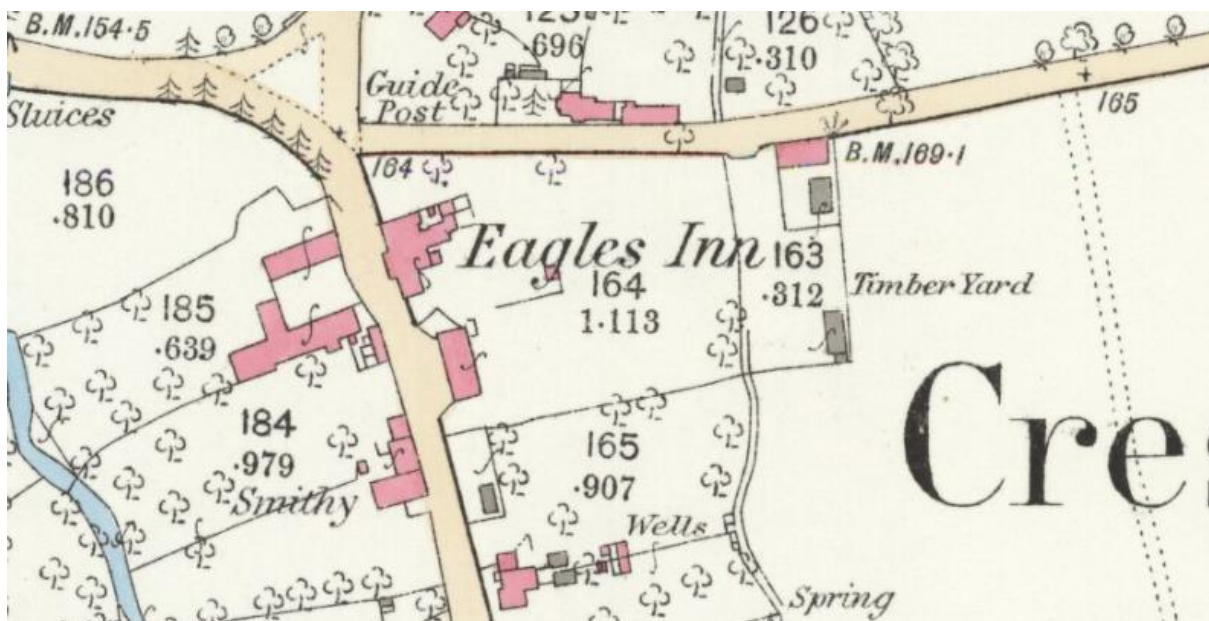 B.M.154·5
123
·696
126
·310
Guide
Post
Sluices
165
164
B.M.169·1
186
·810
Eagles Inn
163
·312
164
1·113
Timber Yard
185
·639
184
·979
Smithy
165
·907
Wells
Spring
Cre